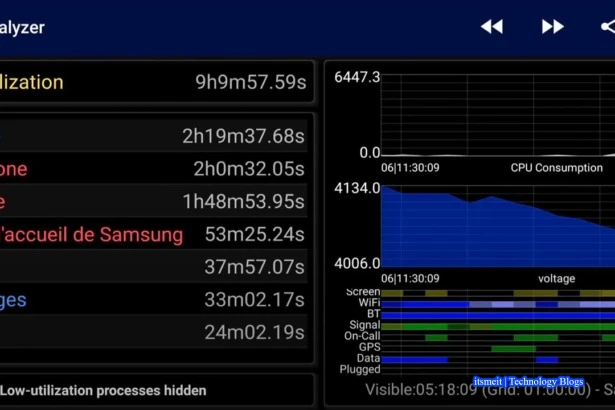 alyzer
lization 9h9m57.59s
2h19m37.68s
one 2h0m32.05s
e 1h48m53.95s
'accueil de Samsung 53m25.24s
37m57.07s
ges 33m02.17s
24m02.19s
Low-utilization processes hidden
6447.3
0.0
06|11:30:09 CPU Consumption
4134.0
4006.0
06|11:30:09 voltage
Screen
WiFi
BT
Signal
On-Call
GPS
Data
Plugged
itsmeit | Technology Blogs
Visible:05:18:09 (Grid: 01:00:00) - S